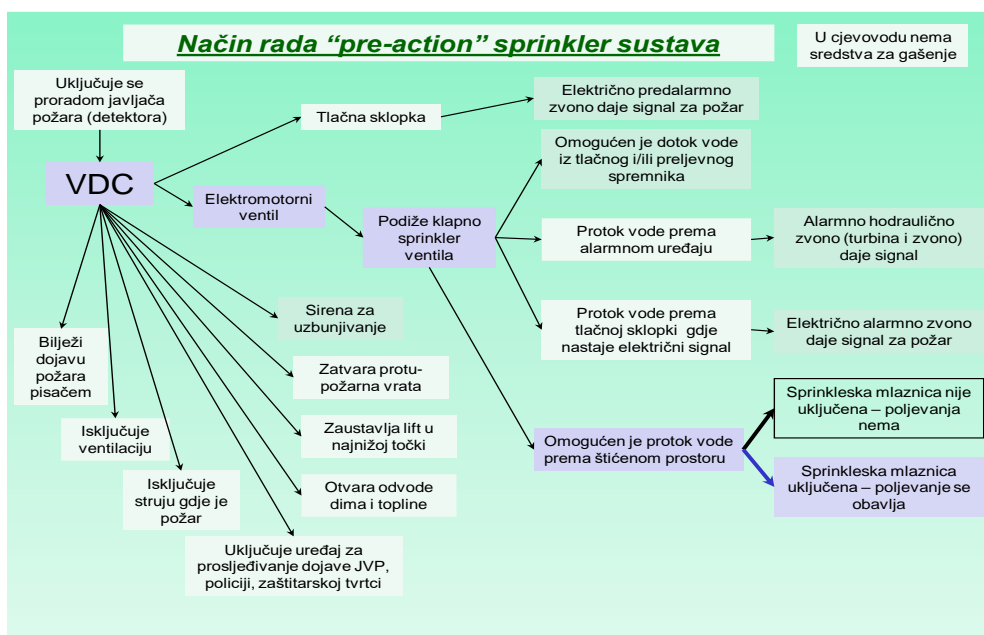 Način rada “pre-action” sprinkler sustava
U cjevovodu nema
sredstva za gašenje
Uključuje se
proradom javljača
požara (detektora)
VDC
Tlačna sklopka
Električno predalarmno
zvono daje signal za požar
Elektromotorni
ventil
Podiže klapno
sprinkler
ventila
Omogućen je dotok vode
iz tlačnog i/ili preljevnog
spremnika
Protok vode prema
alarmnom uređaju
Alarmno hodraulično
zvono (turbina i zvono)
daje signal
Protok vode prema
tlačnoj sklopki gdje
nastaje električni signal
Električno alarmno zvono
daje signal za požar
Sirena za
uzbunjivanje
Bilježi
dojavu
požara
pisačem
Zatvara protu-
požarna vrata
Isključuje
ventilaciju
Zaustavlja lift u
najnižoj točki
Isključuje
struju gdje je
požar
Otvara odvode
dima i topline
Uključuje uređaj za
prosljeđivanje dojave JVP,
policiji, zaštitarskoj tvrtci
Omogućen je protok vode
prema štićenom prostoru
Sprinkleska mlaznica nije
uključena – poljevanja
nema
Sprinkleska mlaznica
uključena – poljevanje se
obavlja